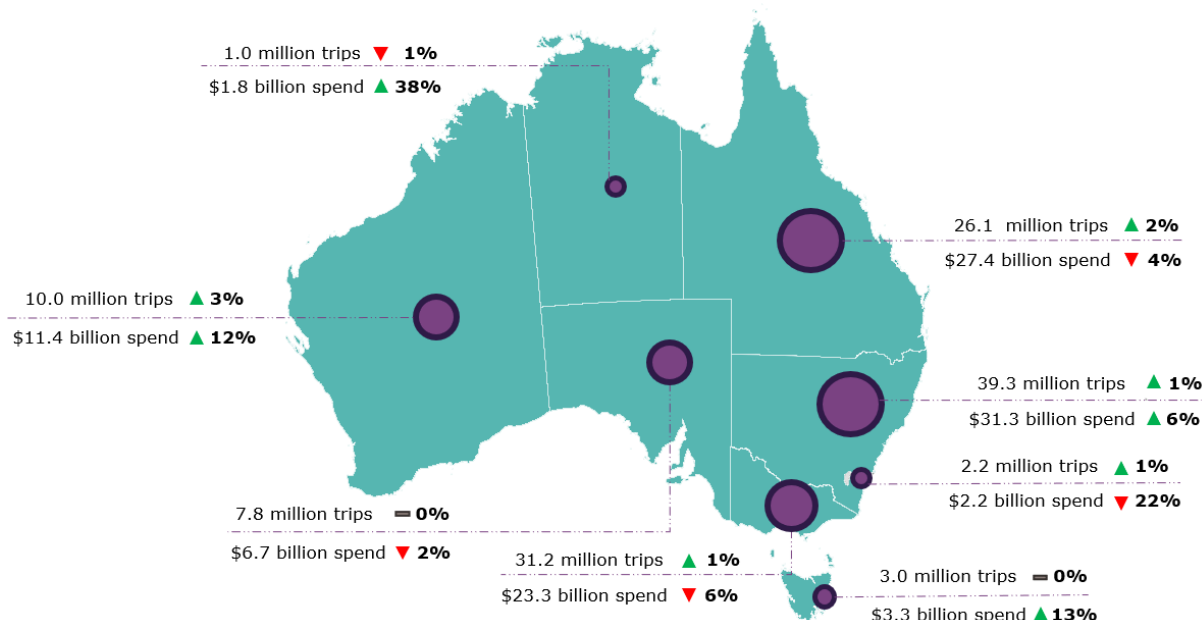 1.0 million trips 1%
$1.8 billion spend 38%
26.1 million trips 2%
$27.4 billion spend 4%
10.0 million trips 3%
$11.4 billion spend 12%
39.3 million trips 1%
$31.3 billion spend 6%
2.2 million trips 1%
$2.2 billion spend 22%
7.8 million trips 0%
$6.7 billion spend 2%
31.2 million trips 1%
$23.3 billion spend 6%
3.0 million trips 0%
$3.3 billion spend 13%